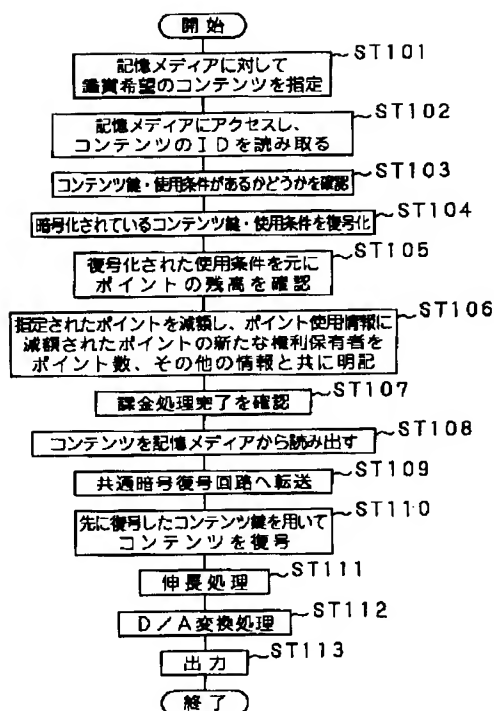 開始
ST101
記憶メディアに対して
鑑賞希望のコンテンツを指定
ST102
記憶メディアにアクセスし、
コンテンツのIDを読み取る
ST103
コンテンツ鍵・使用条件があるかどうかを確認
ST104
暗号化されているコンテンツ鍵・使用条件を復号化
ST105
復号化された使用条件を元に
ポイントの残高を確認
ST106
指定されたポイントを減額し、ポイント使用情報に
減額されたポイントの新たな権利保有者を
ポイント数、その他の情報と共に明記
ST107
課金処理完了を確認
ST108
コンテンツを記憶メディアから読み出す
ST109
共通暗号復号回路へ転送
ST110
先に復号したコンテンツ鍵を用いて
コンテンツを復号
ST111
伸長処理
ST112
D/A変換処理
ST113
出力
終了